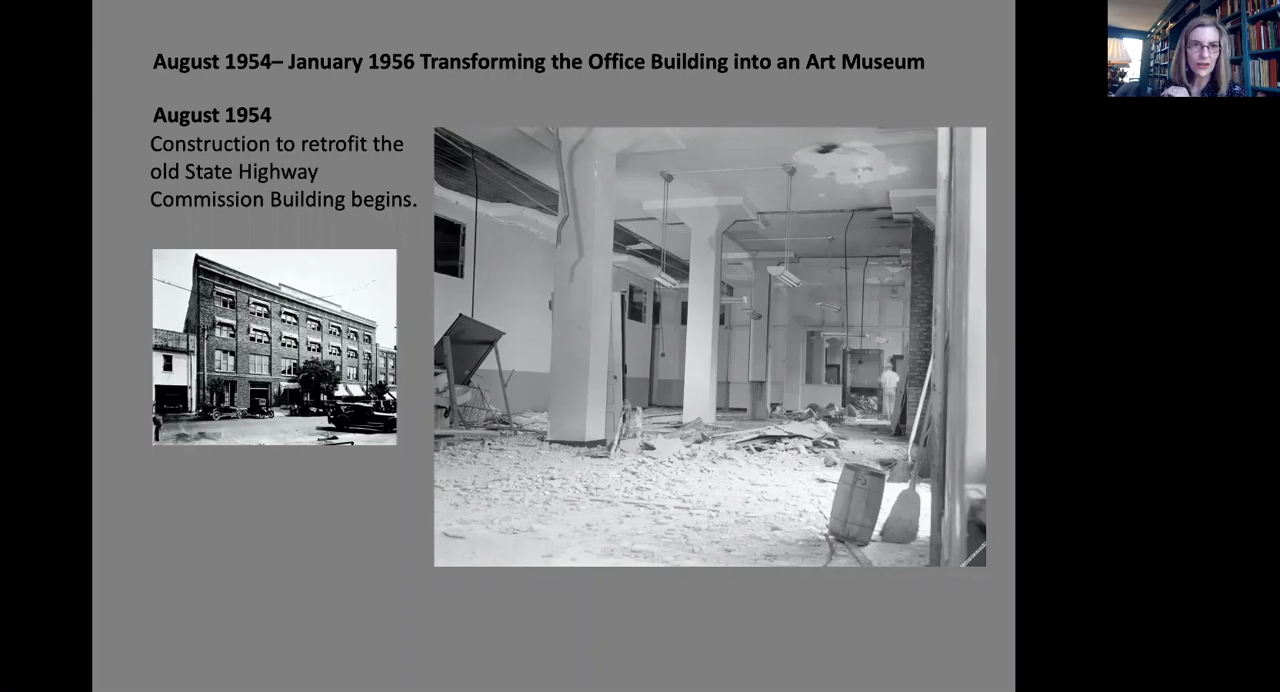 August 1954– January 1956 Transforming the Office Building into an Art Museum
August 1954
Construction to retrofit the
old State Highway
Commission Building begins.